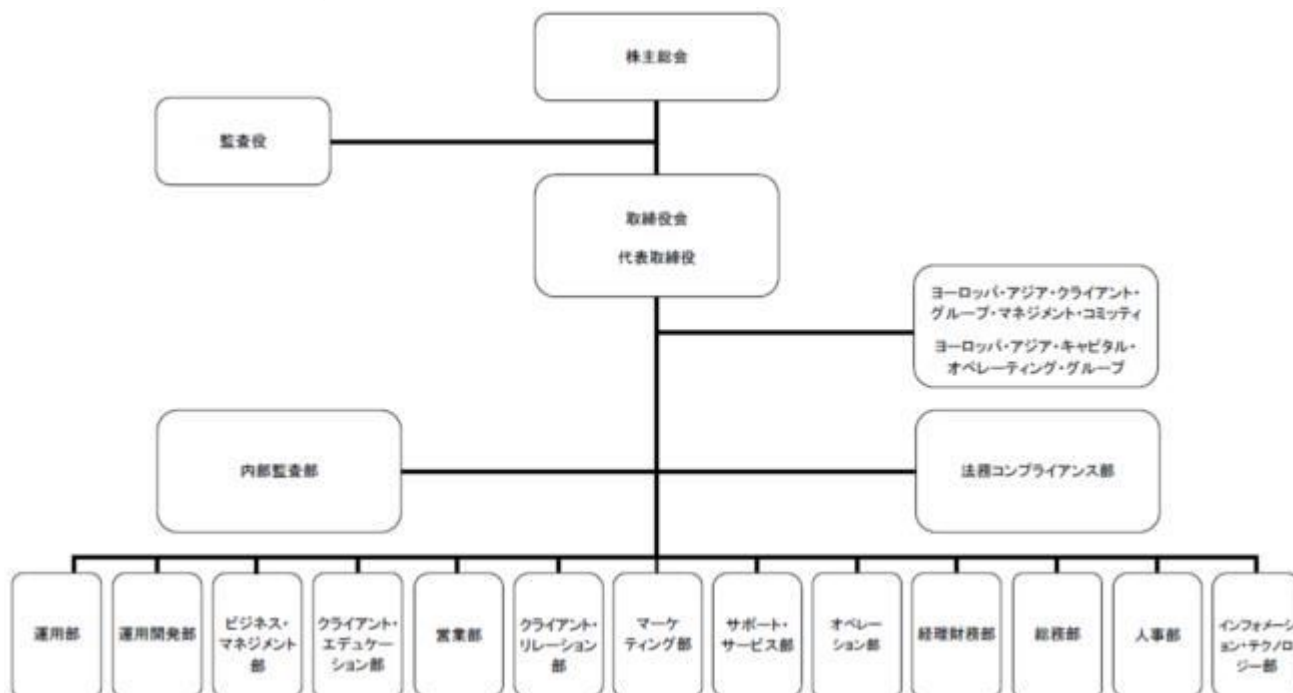 株主総会
監査役
取締役会
代表取締役
ヨーロッパ・アジア・クライアント・
グループ・マネジメント・コミッティ
ヨーロッパ・アジア・キャピタル・
オペレーティング・グループ
内部監査部
法務コンプライアンス部
運用部
運用開発部
ビジネス・
マネジメント
部
クライアント・
エデュケー
ション部
営業部
クライアント・
リレーション
部
マーケ
ティング部
サポート・
サービス部
オペレー
ション部
経理財務部
総務部
人事部
インフォメーシ
ョン・テクノロ
ジー部